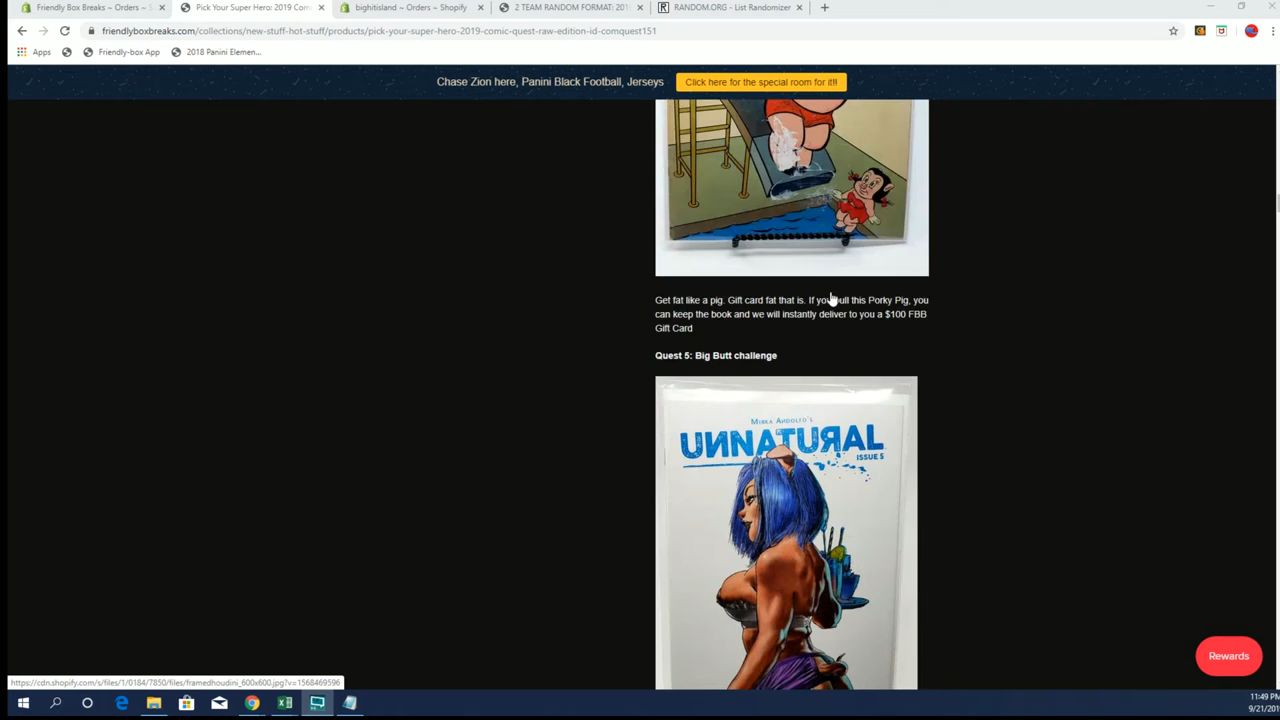 Friendly Box Breaks ~ Orders ~ S
Pick Your Super Hero: 2019 Com
bighitisland ~ Orders ~ Shopify
2 TEAM RANDOM FORMAT: 201
RANDOM.ORG - List Randomizer
friendlyboxbreaks.com/collections/new-stuff-hot-stuff/products/pick-your-super-hero-2019-comic-quest-raw-edition-id-comquest151
Apps
Friendly-box App
2018 Panini Elemen...
Chase Zion here, Panini Black Football, Jerseys
Click here for the special room for it!!
Get fat like a pig. Gift card fat that is. If you pull this Porky Pig, you
can keep the book and we will instantly deliver to you a $100 FBB
Gift Card
Quest 5: Big Butt challenge
MIRKA ANDOLFO'S
UNNATURAL
ISSUE 5
Rewards
https://cdn.shopify.com/s/files/1/0184/7850/files/framedhoudini_600x600.jpg?v=1568469596
11:49 PM
9/21/201